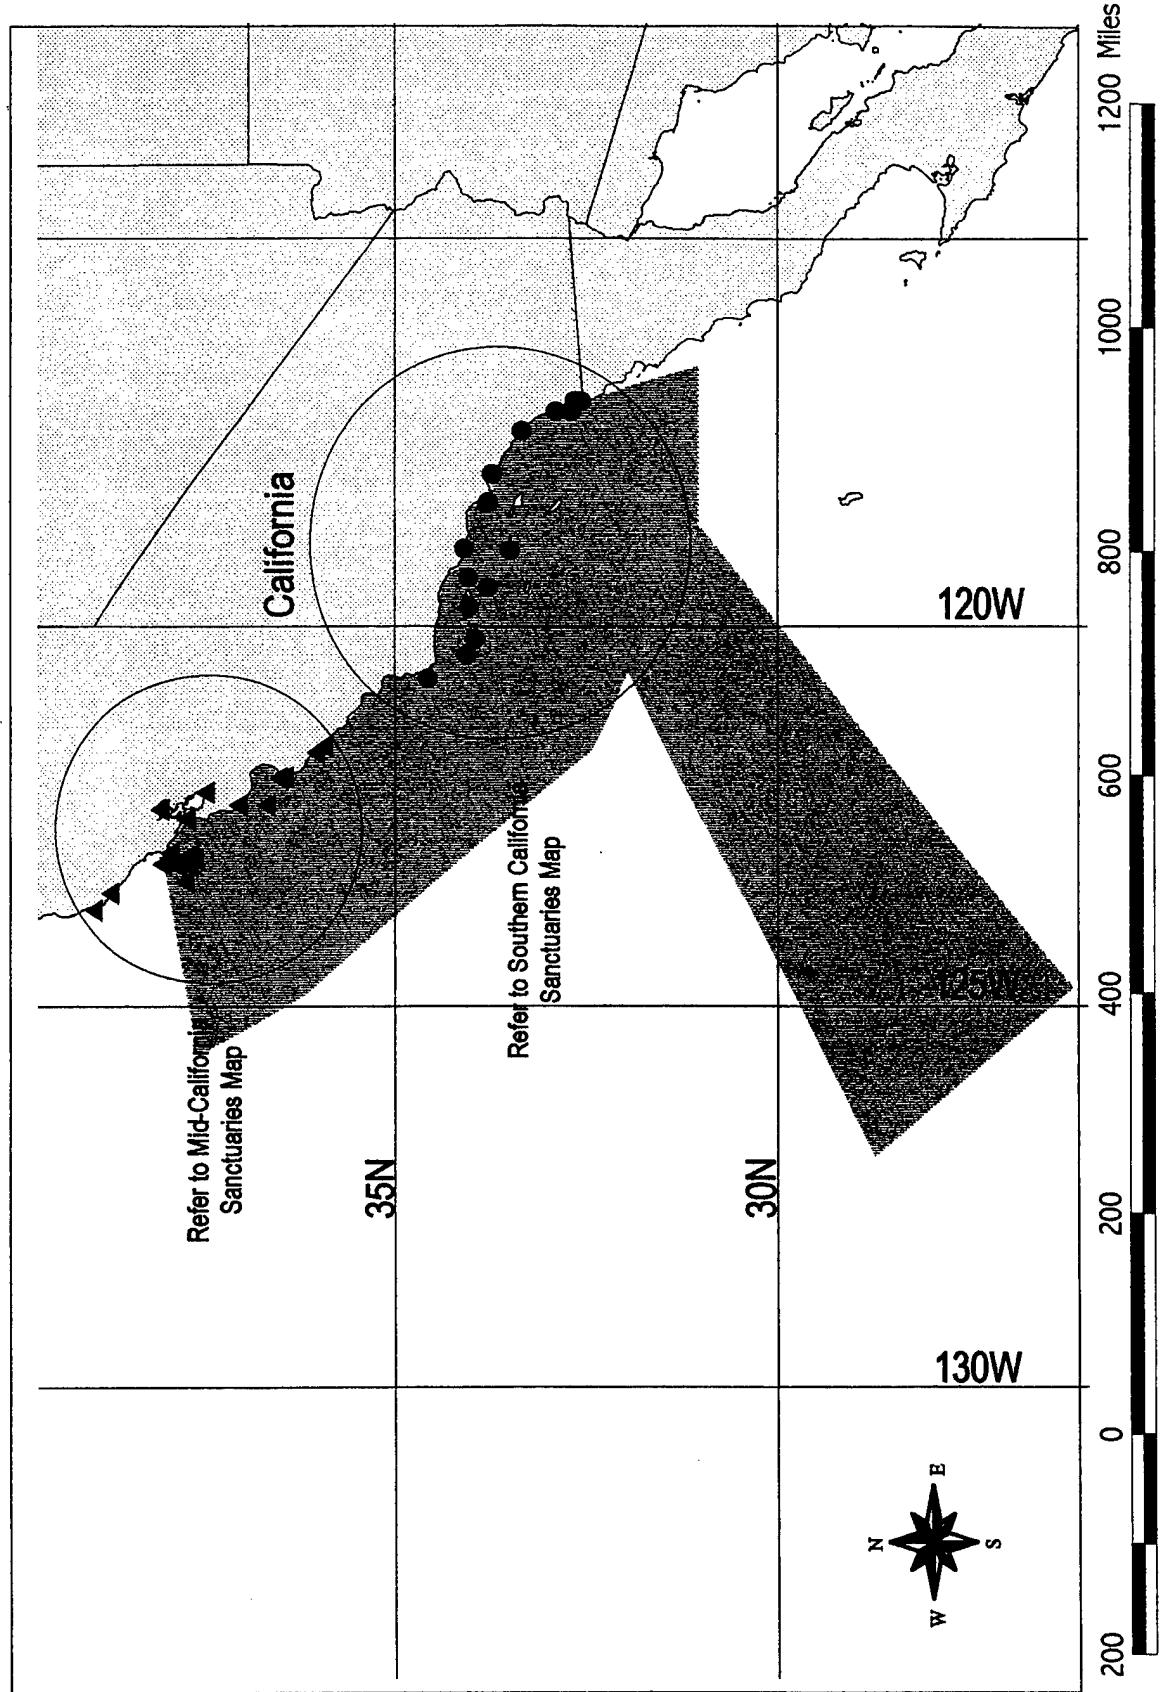 California
Refer to Mid-California
Sanctuaries Map
Refer to Southern California
Sanctuaries Map
35N
30N
120W
125W
130W
N
W
E
S
200
0
200
400
600
800
1000
1200 Miles